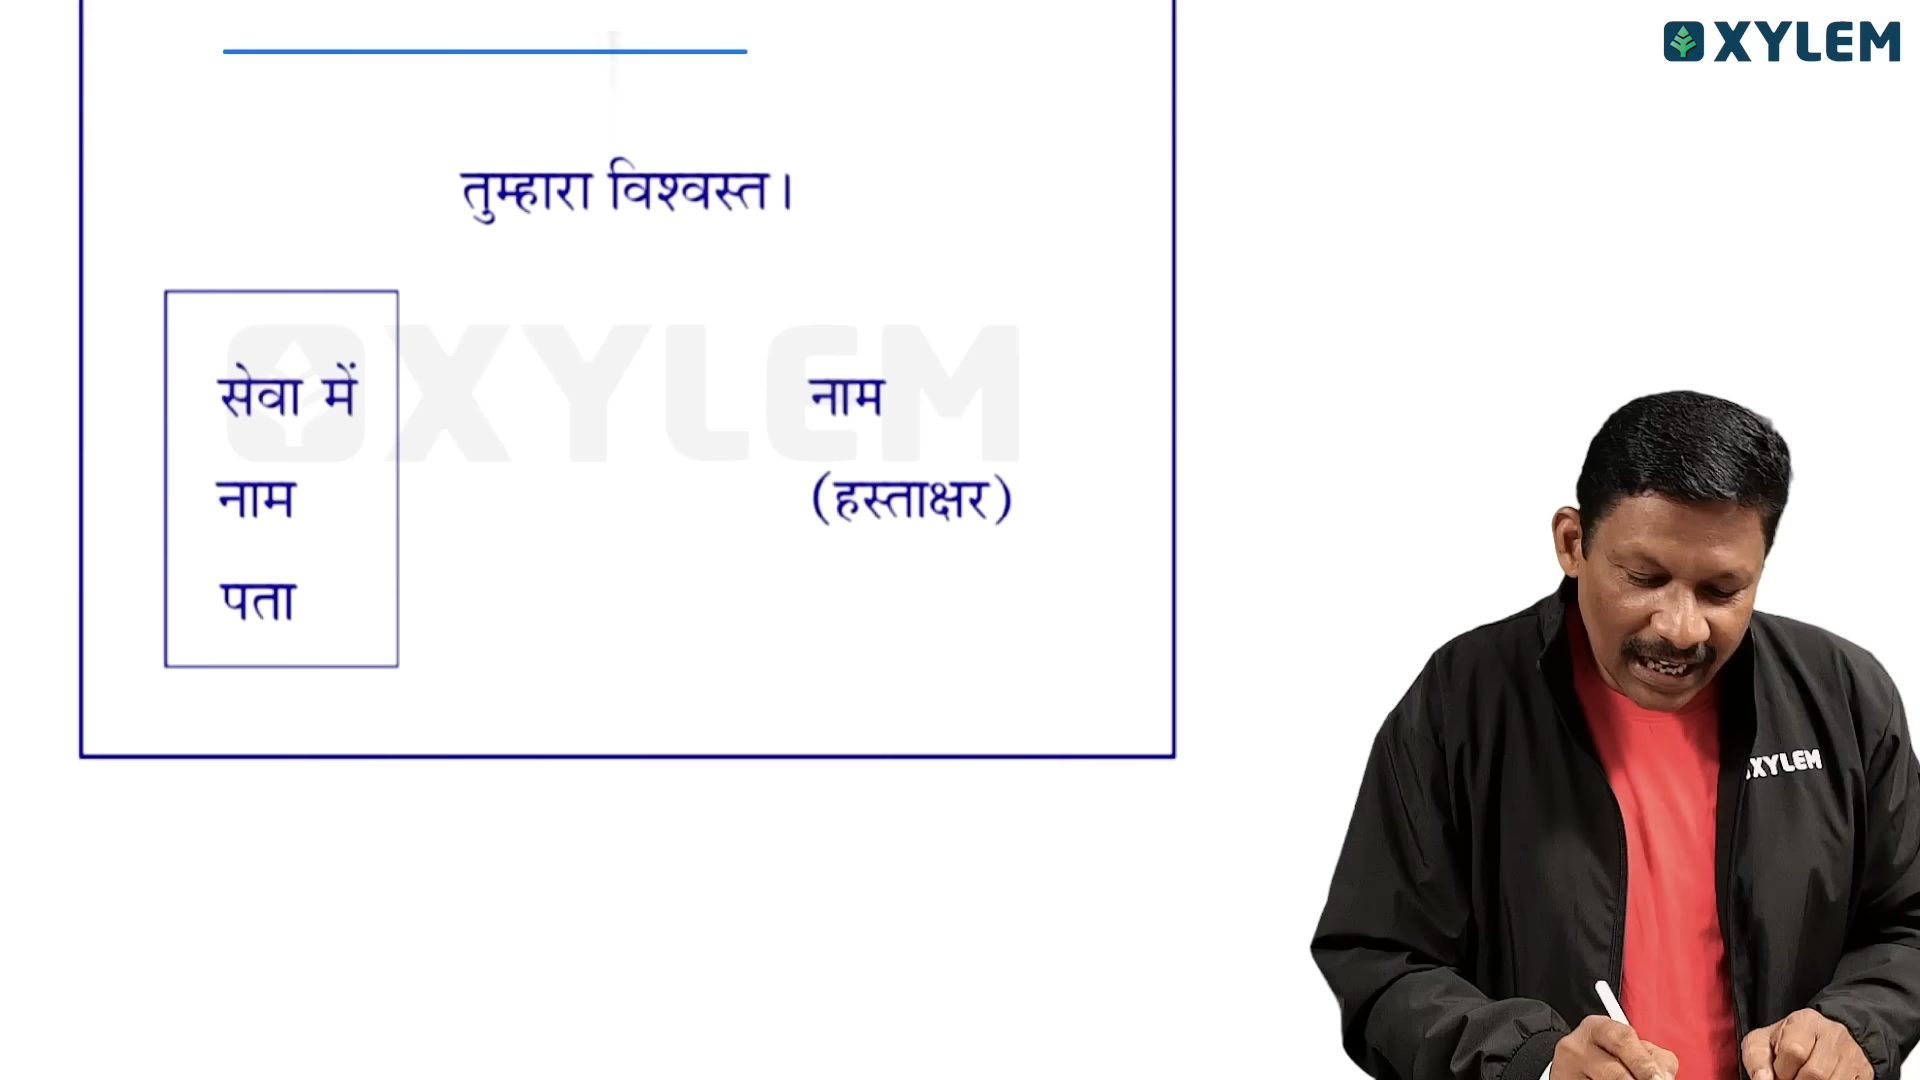 XYLEM
तुम्हारा विश्वस्त।
XYLEM
सेवा में
नाम
नाम
(हस्ताक्षर)
पता
XYLEM